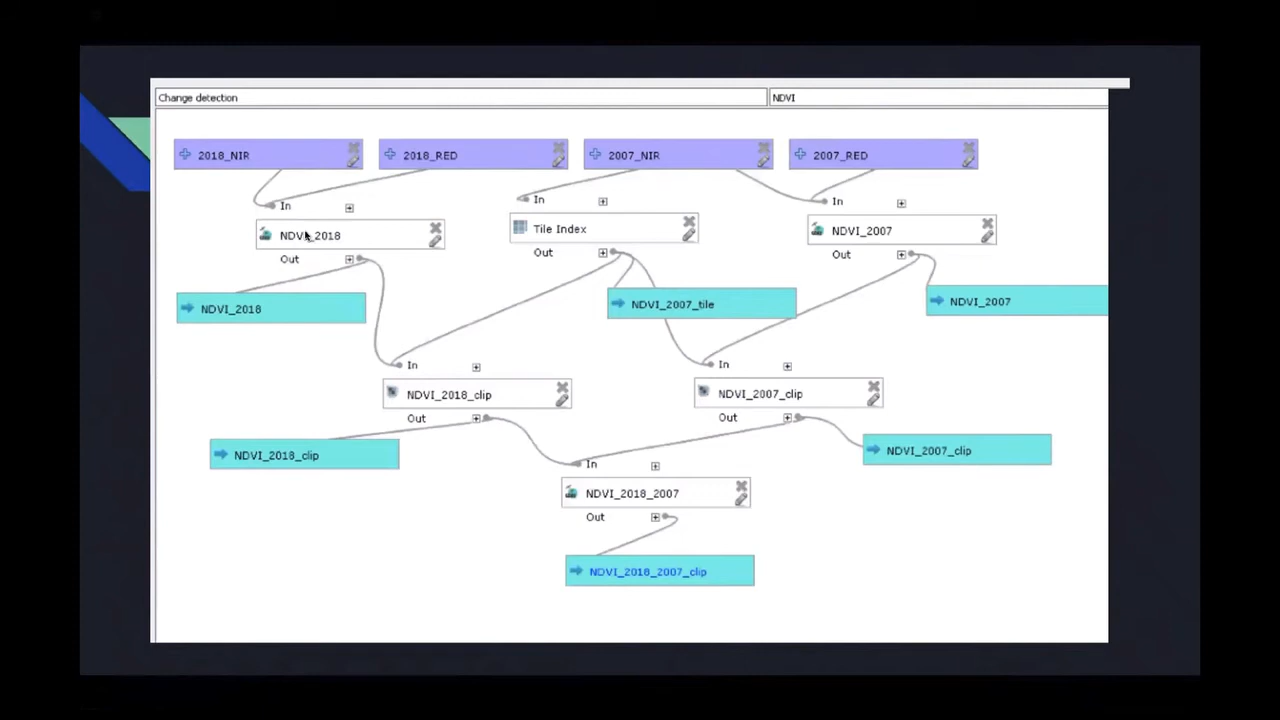 Change detection
NDVI
2018_NIR
2018_RED
2007_NIR
2007_RED
In
In
In
NDVI_2018
Tile Index
NDVI_2007
Out
Out
Out
NDVI_2018
NDVI_2007_tile
NDVI_2007
In
In
NDVI_2018_clip
NDVI_2007_clip
Out
Out
NDVI_2018_clip
NDVI_2007_clip
In
NDVI_2018_2007
Out
NDVI_2018_2007_clip